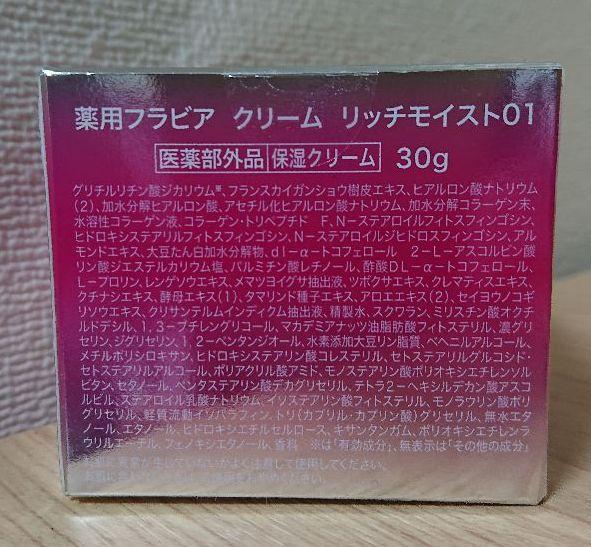 薬用フラビア クリーム リッチモイスト01
医薬部外品 保湿クリーム 30g
グリチルリチン酸ジカリウム※、フランスカイガンショウ樹皮エキス、ヒアルロン酸ナトリウム
(2)、加水分解ヒアルロン酸、アセチル化ヒアルロン酸ナトリウム、加水分解コラーゲン末、
水溶性コラーゲン液、コラーゲン・トリペプチド F、N-ステアロイルフィトスフィンゴシン、
ヒドロキシステアリルフィトスフィンゴシン、N-ステアロイルジヒドロスフィンゴシン、アル
モンドエキス、大豆たん白加水分解物、dl-α-トコフェロール 2-L-アスコルビン酸
リン酸ジエステルカリウム塩、パルミチン酸レチノール、酢酸DL-α-トコフェロール、
L-プロリン、レンゲソウエキス、メマツヨイグサ抽出液、ツボクサエキス、クレマティスエキス、
クチナシエキス、酵母エキス(1)、タマリンド種子エキス、アロエエキス(2)、セイヨウノコギ
リソウエキス、クリサンテルムインディクム抽出液、精製水、スクワラン、ミリスチン酸オクチ
ルドデシル、1,3-ブチレングリコール、マカデミアナッツ油脂肪酸フィトステリル、濃グリ
セリン、ジグリセリン、1,2-ペンタンジオール、水素添加大豆リン脂質、ベヘニルアルコール、
メチルポリシロキサン、ヒドロキシステアリン酸コレステリル、セトステアリルグルコシド・
セトステアリルアルコール、ポリアクリル酸アミド、モノステアリン酸ポリオキシエチレンソル
ビタン、セタノール、ペンタステアリン酸デカグリセリル、テトラ2-ヘキシルデカン酸アスコ
ルビル、ステアロイル乳酸ナトリウム、イソステアリン酸フィトステリル、モノラウリン酸ポリ
グリセリル、軽質流動イソパラフィン、トリ(カプリル・カプリン酸)グリセリル、無水エタ
ノール、エタノール、ヒドロキシエチルセルロース、キサンタンガム、ポリオキシエチレンラ
ウリルエーテル、フェノキシエタノール、香料 ※は「有効成分」、無表示は「その他の成分」
お肌に異常が生じていないかよく注意して使用してください。